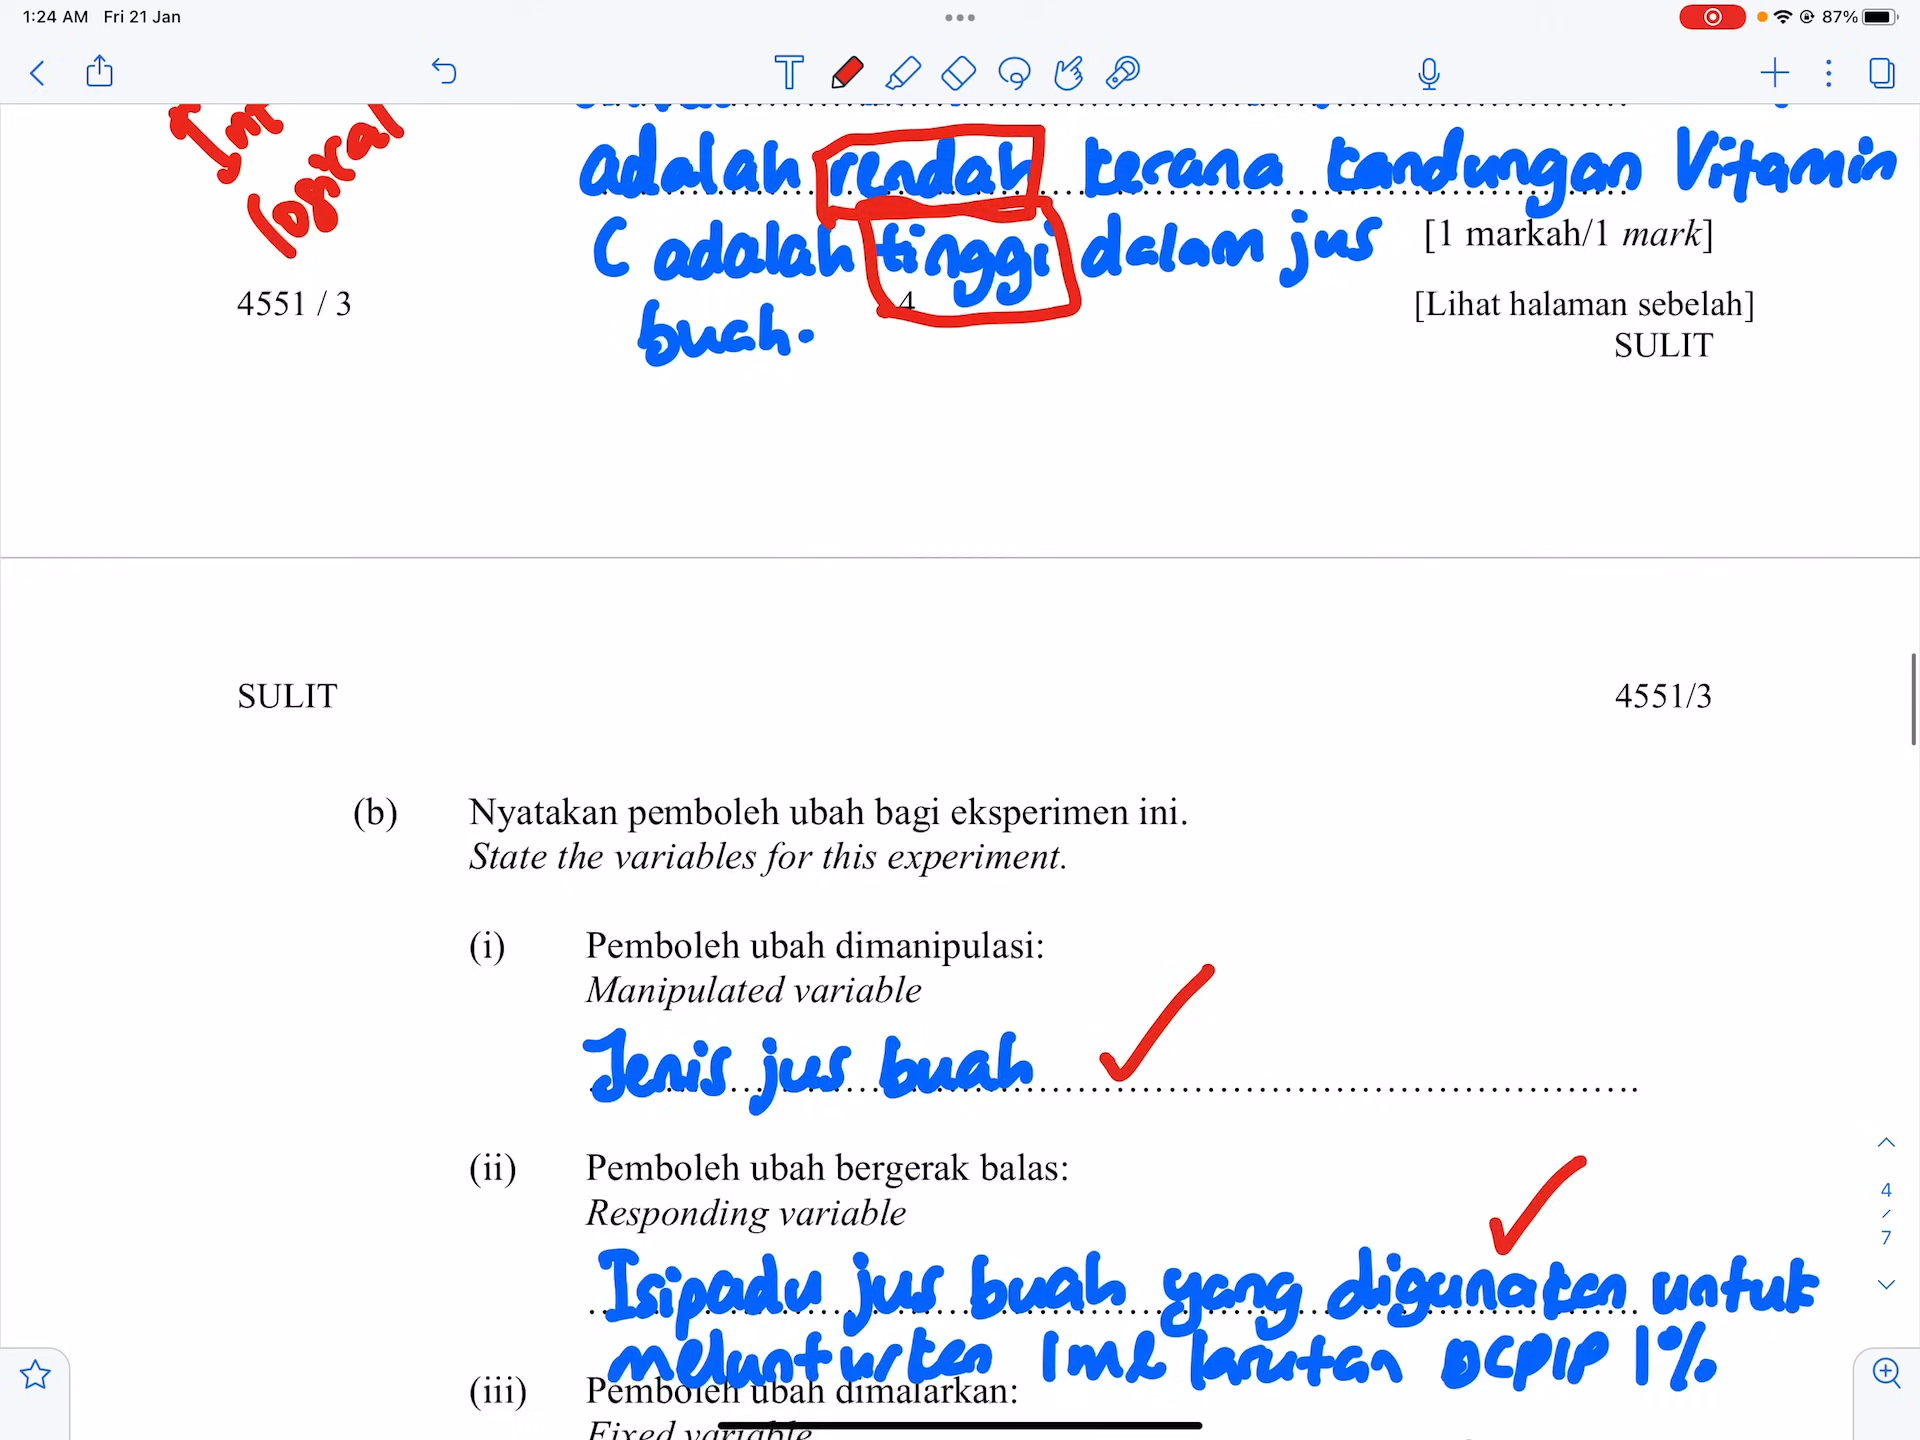 1:24 AM Fri 21 Jan
87%
T
logical
adalah rendah kerana kandungan Vitamin
C adalah tinggi dalam jus
[1 markah/1 mark]
4551 / 3
4
[Lihat halaman sebelah]
buah.
SULIT
SULIT
4551/3
(b) Nyatakan pemboleh ubah bagi eksperimen ini.
State the variables for this experiment.
(i) Pemboleh ubah dimanipulasi:
Manipulated variable
Jenis jus buah
(ii) Pemboleh ubah bergerak balas:
Responding variable
Isipadu jus buah yang digunakan untuk
melunturkan 1ml larutan DCPIP 1%
(iii) Pemboleh ubah dimalarkan:
Fixed variable
4
/
7